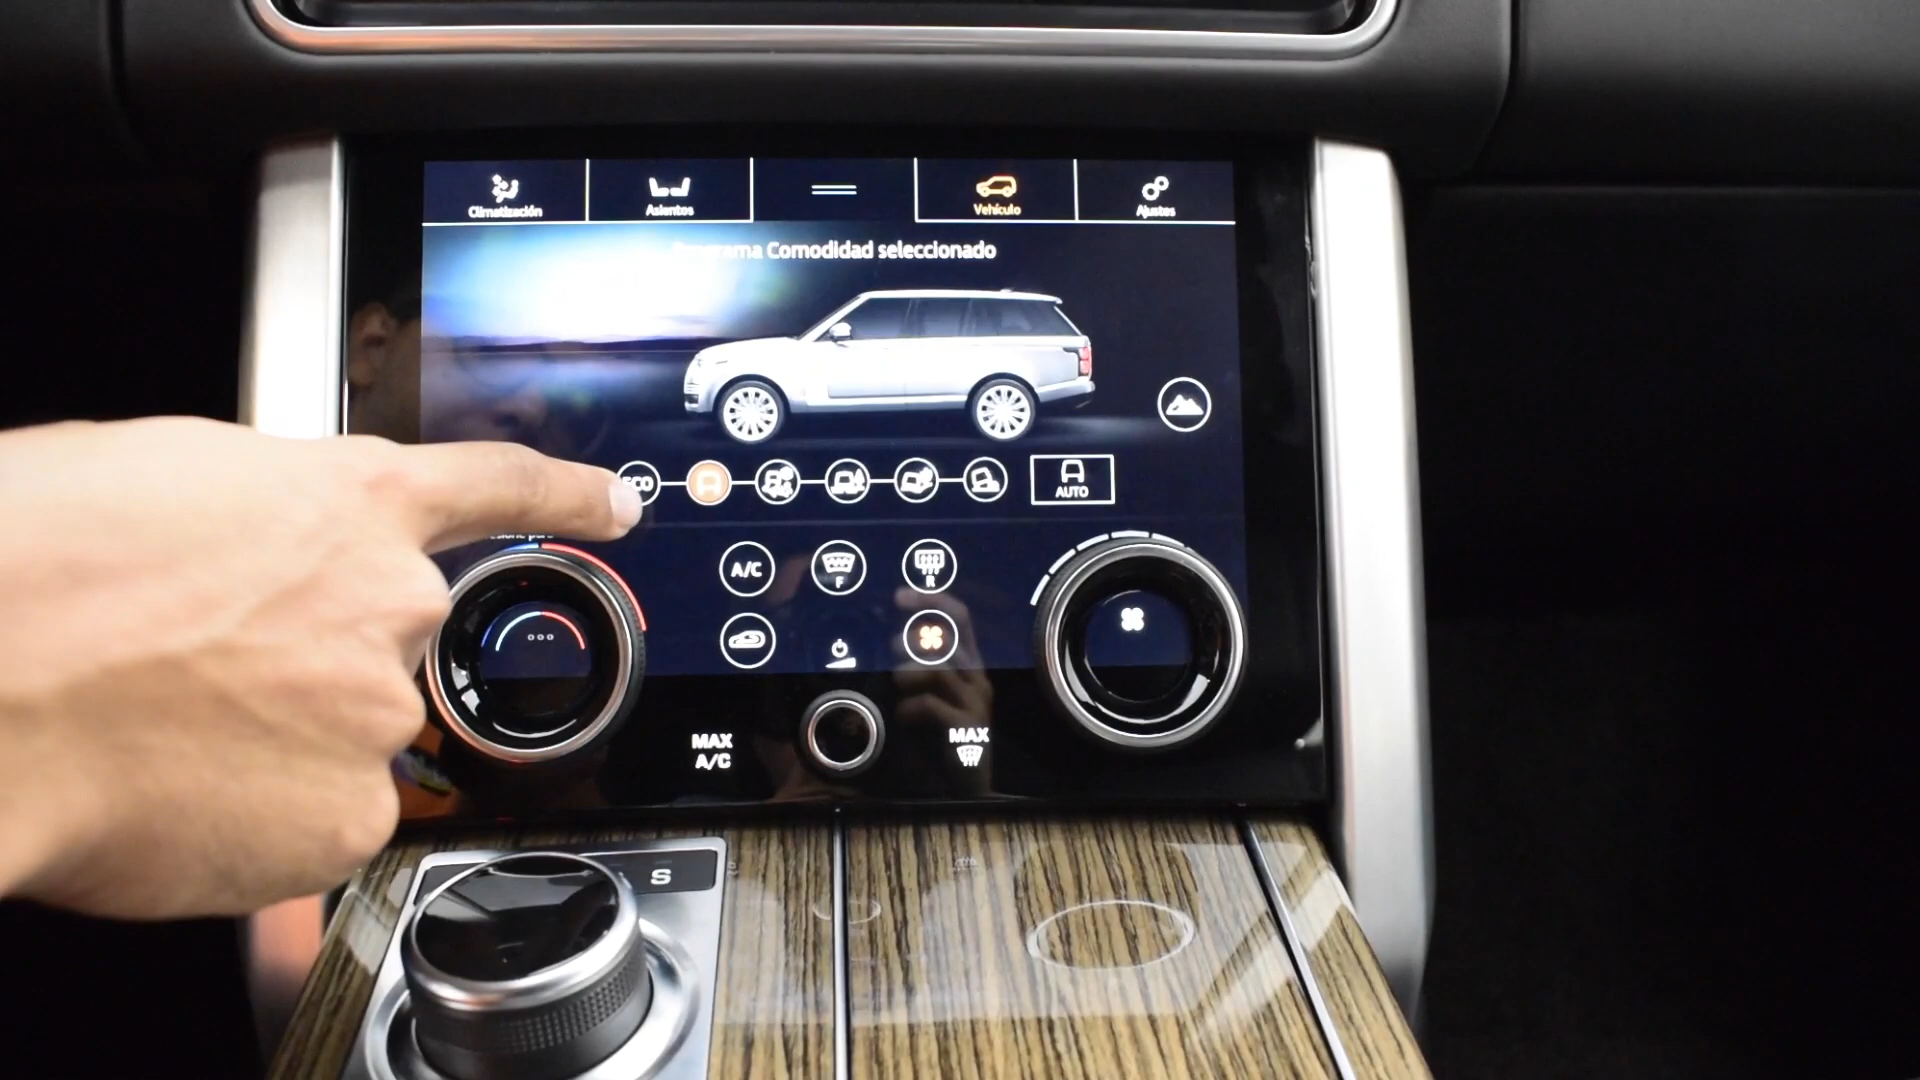 Climatización
Asientos
Vehículo
Ajustes
Comodidad seleccionado
ECO
AUTO
A/C
F
R
MAX
A/C
MAX
S